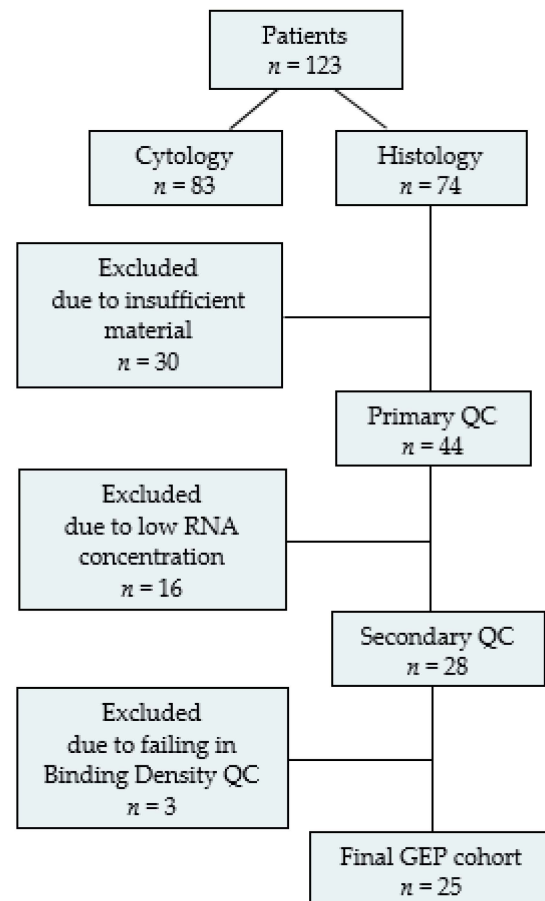 Patients
n = 123
Cytology
n = 83
Histology
n = 74
Excluded
due to insufficient
material
n = 30
Primary QC
n = 44
Excluded
due to low RNA
concentration
n = 16
Secondary QC
n = 28
Excluded
due to failing in
Binding Density QC
n = 3
Final GEP cohort
n = 25